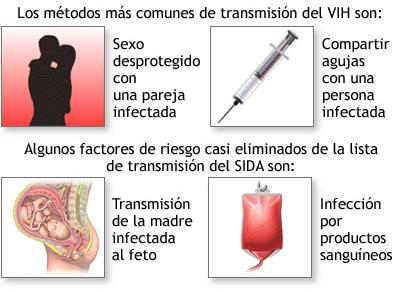 Los métodos más comunes de transmisión del VIH son:
Sexo
desprotegido
con
una pareja
infectada
Compartir
agujas
con una
persona
infectada
Algunos factores de riesgo casi eliminados de la lista
de transmisión del SIDA son:
Transmisión
de la madre
infectada
al feto
Infección
por
productos
sanguíneos